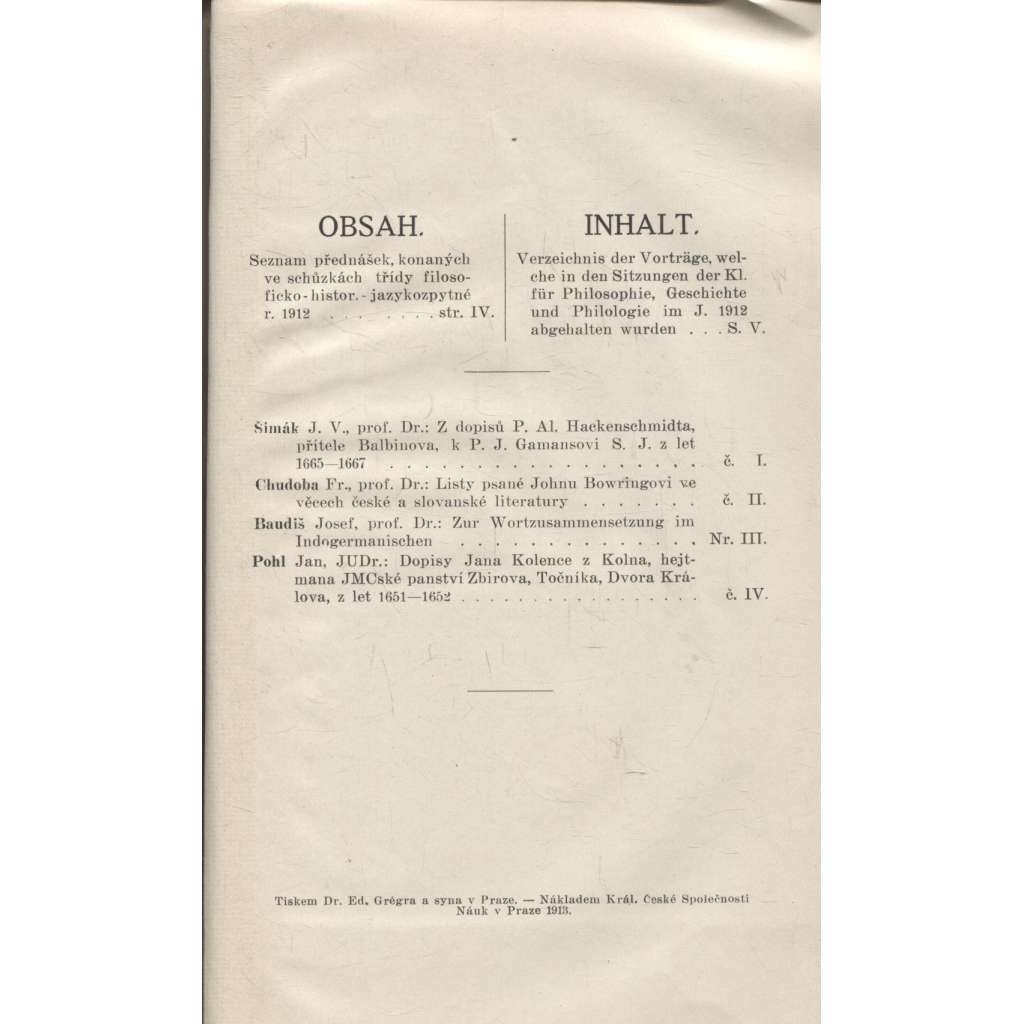 OBSAH.
Seznam přednášek, konaných
ve schůzkách třídy filoso-
ficko-histor.-jazykozpytné
r. 1912 . . . . . . . . str. IV.
INHALT.
Verzeichnis der Vorträge, wel-
che in den Sitzungen der Kl.
für Philosophie, Geschichte
und Philologie im J. 1912
abgehalten wurden . . . S. V.
Šimák J. V., prof. Dr.: Z dopisů P. Al. Hackenschmidta,
přítele Balbinova, k P. J. Gamansovi S. J. z let
1665—1667 . . . . . . . . . . . . . . . . . . č. I.
Chudoba Fr., prof. Dr.: Listy psané Johnu Bowringovi ve
věcech české a slovanské literatury . . . . . . . č. II.
Baudiš Josef, prof. Dr.: Zur Wortzusammensetzung im
Indogermanischen . . . . . . . . . . . . . . Nr. III.
Pohl Jan, JUDr.: Dopisy Jana Kolence z Kolna, hejt-
mana JMCské panství Zbirova, Točníka, Dvora Krá-
lova, z let 1651—1652 . . . . . . . . . . . . . . . . . č. IV.
Tiskem Dr. Ed. Grégra a syna v Praze. — Nákladem Král. České Společnosti
Náuk v Praze 1913.